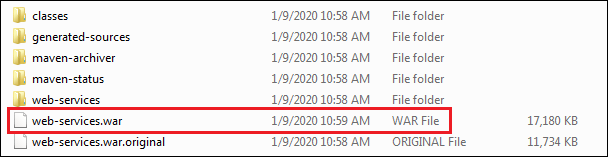 classes 1/9/2020 10:58 AM File folder
generated-sources 1/9/2020 10:58 AM File folder
maven-archiver 1/9/2020 10:58 AM File folder
maven-status 1/9/2020 10:58 AM File folder
web-services 1/9/2020 10:58 AM File folder
web-services.war 1/9/2020 10:59 AM WAR File 17,180 KB
web-services.war.original 1/9/2020 10:58 AM ORIGINAL File 11,734 KB